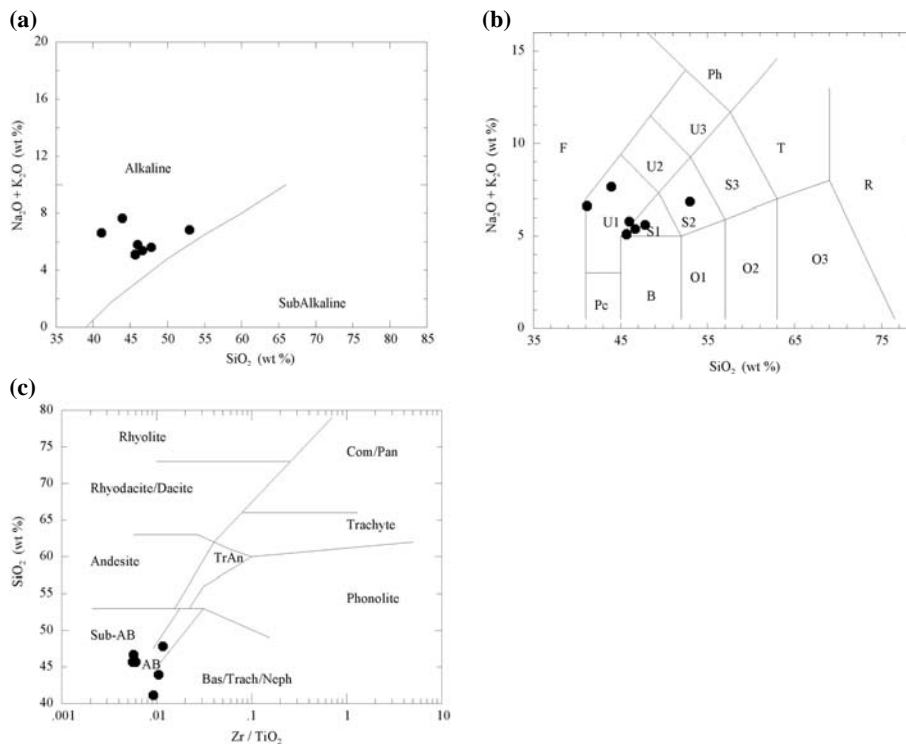 (a)
20
16
12
8
4
0
Na₂O + K₂O (wt %)
Alkaline
SubAlkaline
35 40 45 50 55 60 65 70 75 80 85
SiO₂ (wt %)
(b)
15
10
5
0
Na₂O + K₂O (wt %)
Ph
U3
F
T
U2
S3
R
U1
S2
S1
O3
O2
O1
B
Pc
35 45 55 65 75
SiO₂ (wt %)
(c)
80
75
70
65
60
55
50
45
40
SiO₂ (wt %)
Rhyolite
Com/Pan
Rhyodacite/Dacite
Trachyte
Andesite
TrAn
Phonolite
Sub-AB
AB
Bas/Trach/Neph
.001 .01 .1 1 10
Zr / TiO₂